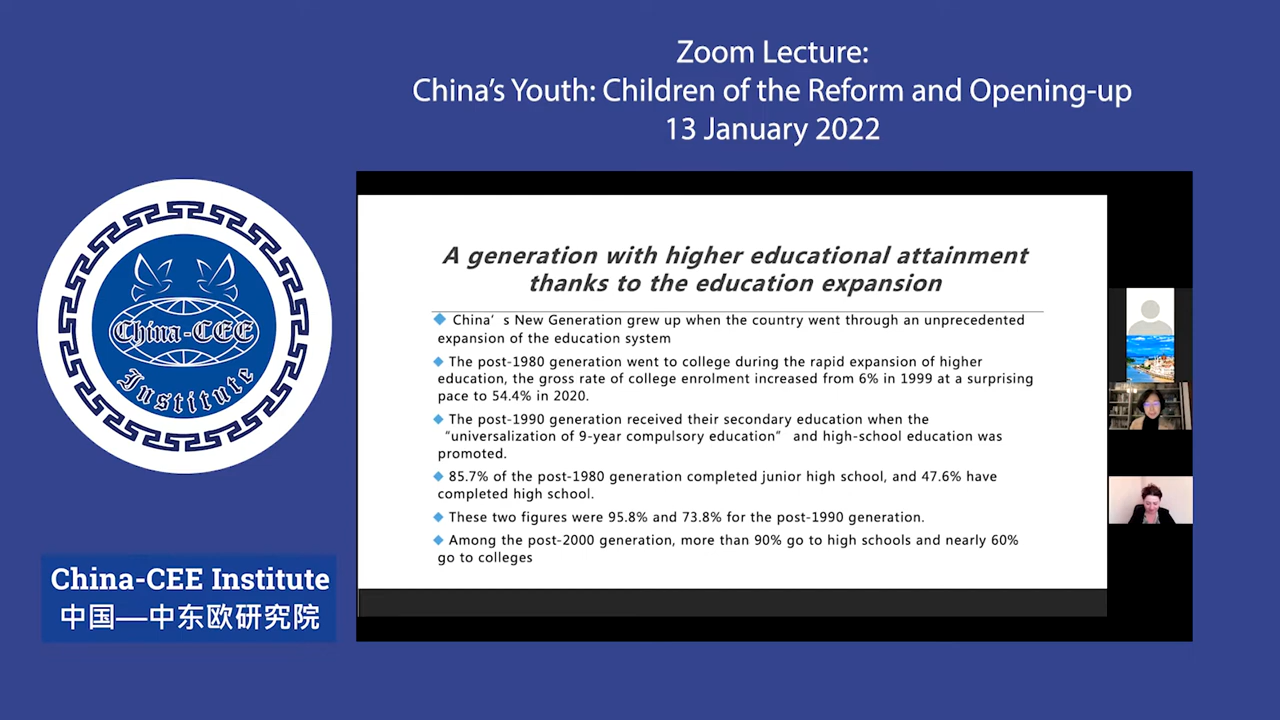 Zoom Lecture:
China's Youth: Children of the Reform and Opening-up
13 January 2022
China-CEE
Institute
China-CEE Institute
中国—中东欧研究院
A generation with higher educational attainment
thanks to the education expansion
China’s New Generation grew up when the country went through an unprecedented
expansion of the education system
The post-1980 generation went to college during the rapid expansion of higher
education, the gross rate of college enrolment increased from 6% in 1999 at a surprising
pace to 54.4% in 2020.
The post-1990 generation received their secondary education when the
“universalization of 9-year compulsory education” and high-school education was
promoted.
85.7% of the post-1980 generation completed junior high school, and 47.6% have
completed high school.
These two figures were 95.8% and 73.8% for the post-1990 generation.
Among the post-2000 generation, more than 90% go to high schools and nearly 60%
go to colleges